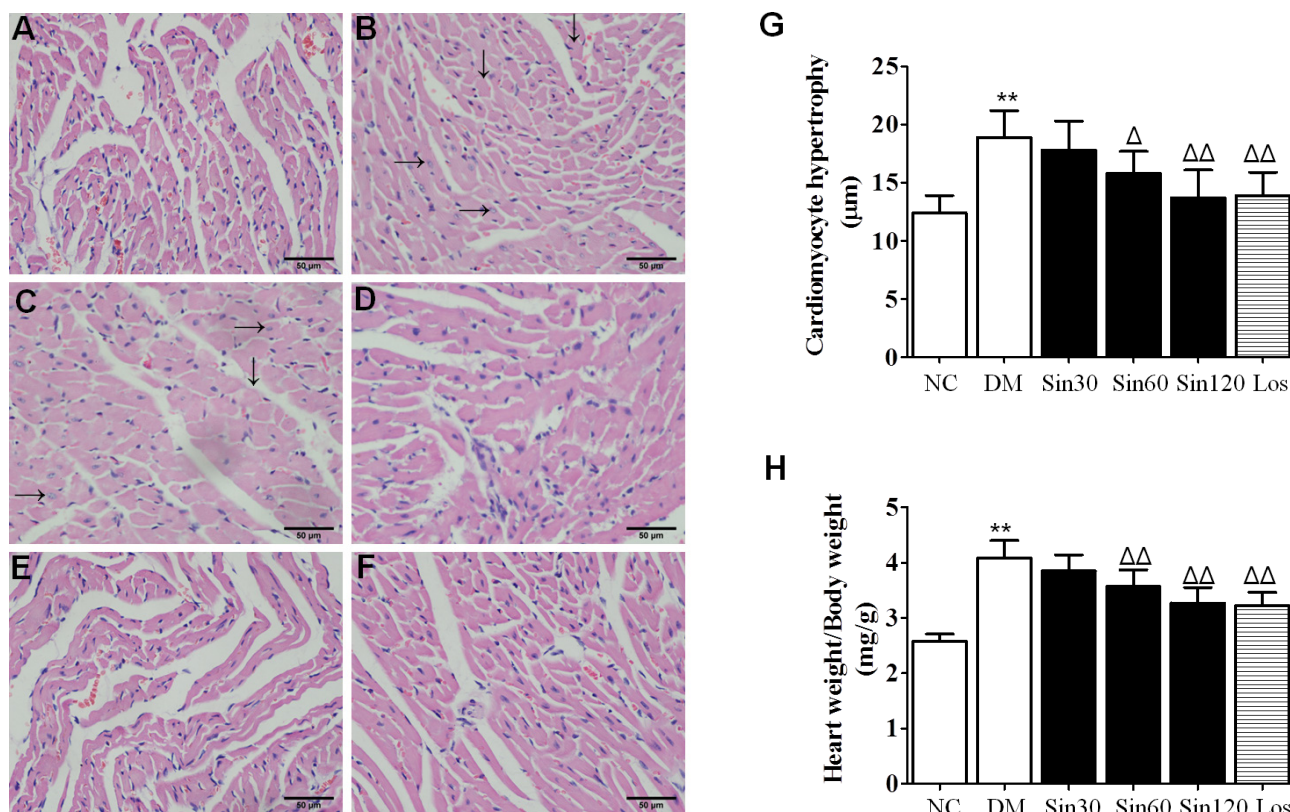 A
50 µm
B
50 µm
C
50 µm
D
50 µm
E
50 µm
F
50 µm
G
Cardiomyocyte hypertrophy
(µm)
25
20
15
10
5
0
**
Δ
ΔΔ
ΔΔ
NC DM Sin30 Sin60 Sin120 Los
H
Heart weight/Body weight
(mg/g)
5
4
3
2
1
0
**
ΔΔ
ΔΔ
ΔΔ
NC DM Sin30 Sin60 Sin120 Los